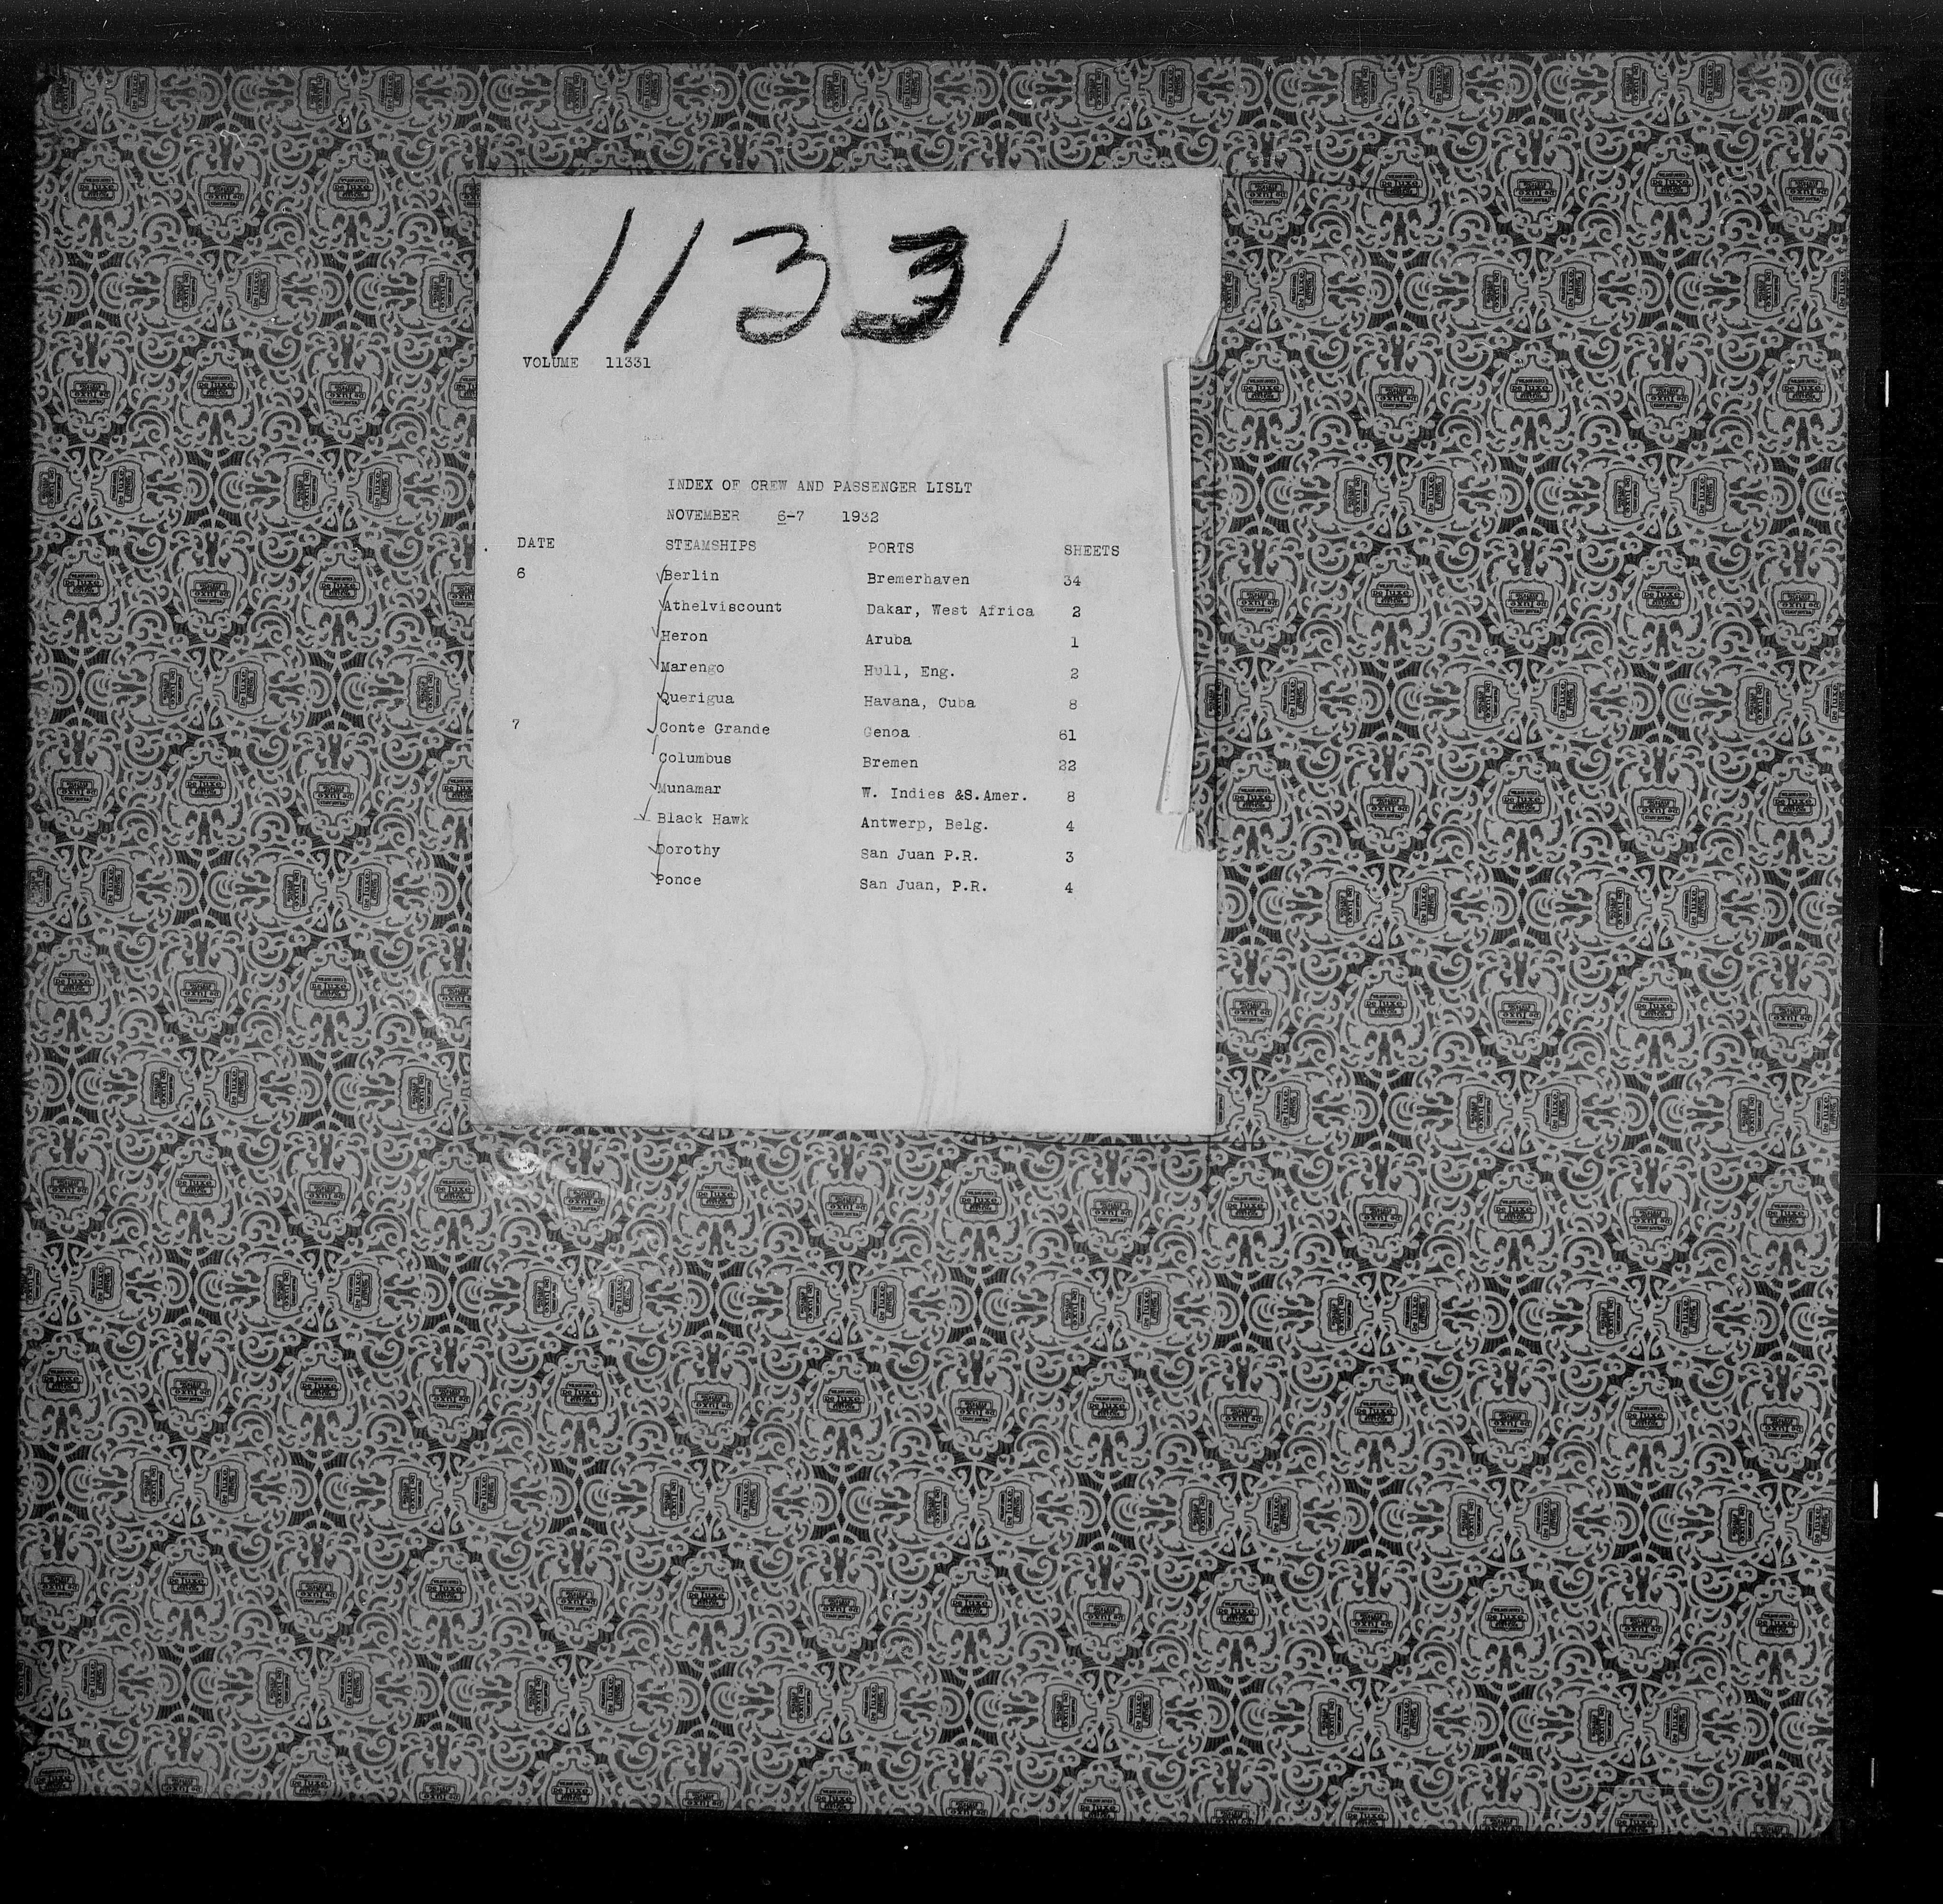 11331
VOLUME 11331
INDEX OF CREW AND PASSENGER LISLT
NOVEMBER 6-7 1932
DATE STEAMSHIPS PORTS SHEETS
6 Berlin Bremerhaven 34
Athelviscount Dakar, West Africa 2
Heron Aruba 1
Marengo Hull, Eng. 2
Querigua Havana, Cuba 8
7 Conte Grande Genoa 61
Columbus Bremen 22
Munamar W. Indies &S.Amer. 8
Black Hawk Antwerp, Belg. 4
Dorothy San Juan P.R. 3
Ponce San Juan, P.R. 4
De Luxe